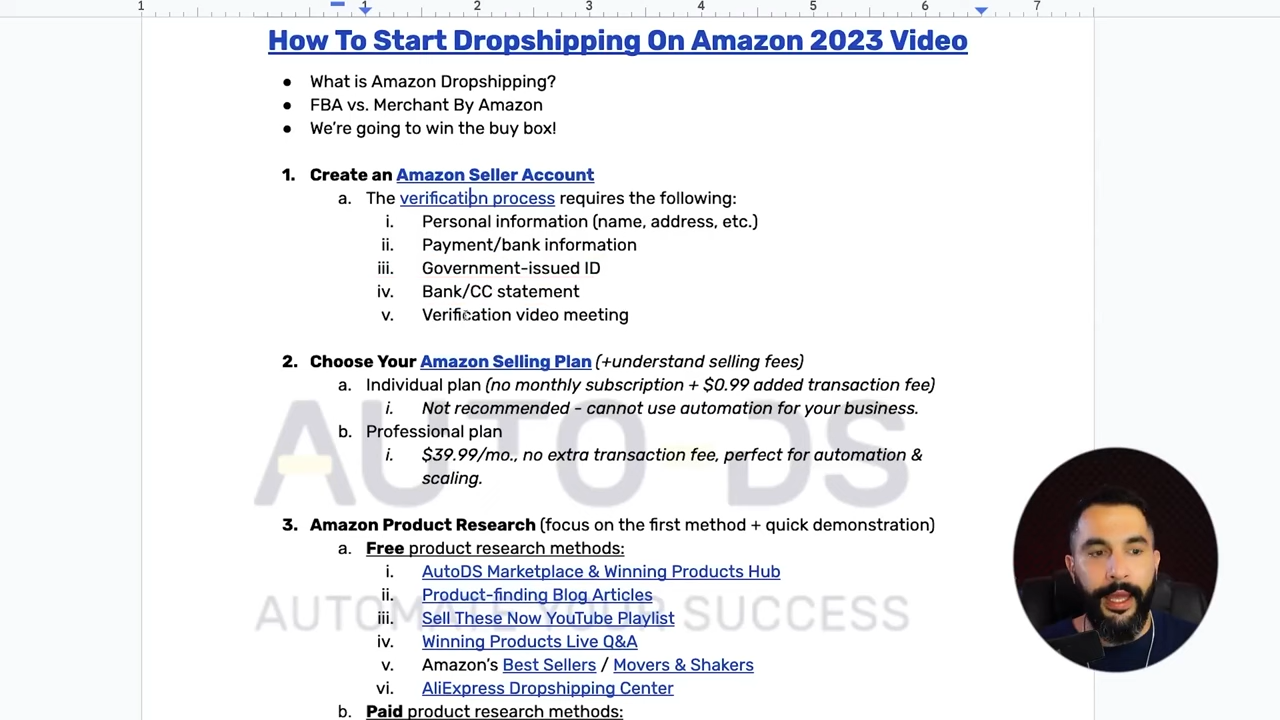 1 1 2 3 4 5 6 7
How To Start Dropshipping On Amazon 2023 Video
● What is Amazon Dropshipping?
● FBA vs. Merchant By Amazon
● We're going to win the buy box!
1. Create an Amazon Seller Account
a. The verification process requires the following:
i. Personal information (name, address, etc.)
ii. Payment/bank information
iii. Government-issued ID
iv. Bank/CC statement
v. Verification video meeting
2. Choose Your Amazon Selling Plan (+understand selling fees)
a. Individual plan (no monthly subscription + $0.99 added transaction fee)
i. Not recommended - cannot use automation for your business.
b. Professional plan
i. $39.99/mo., no extra transaction fee, perfect for automation &
scaling.
AUTO-DS
3. Amazon Product Research (focus on the first method + quick demonstration)
a. Free product research methods:
i. AutoDS Marketplace & Winning Products Hub
ii. Product-finding Blog Articles
AUTOMATE YOUR SUCCESS
iii. Sell These Now YouTube Playlist
iv. Winning Products Live Q&A
v. Amazon's Best Sellers / Movers & Shakers
vi. AliExpress Dropshipping Center
b. Paid product research methods: